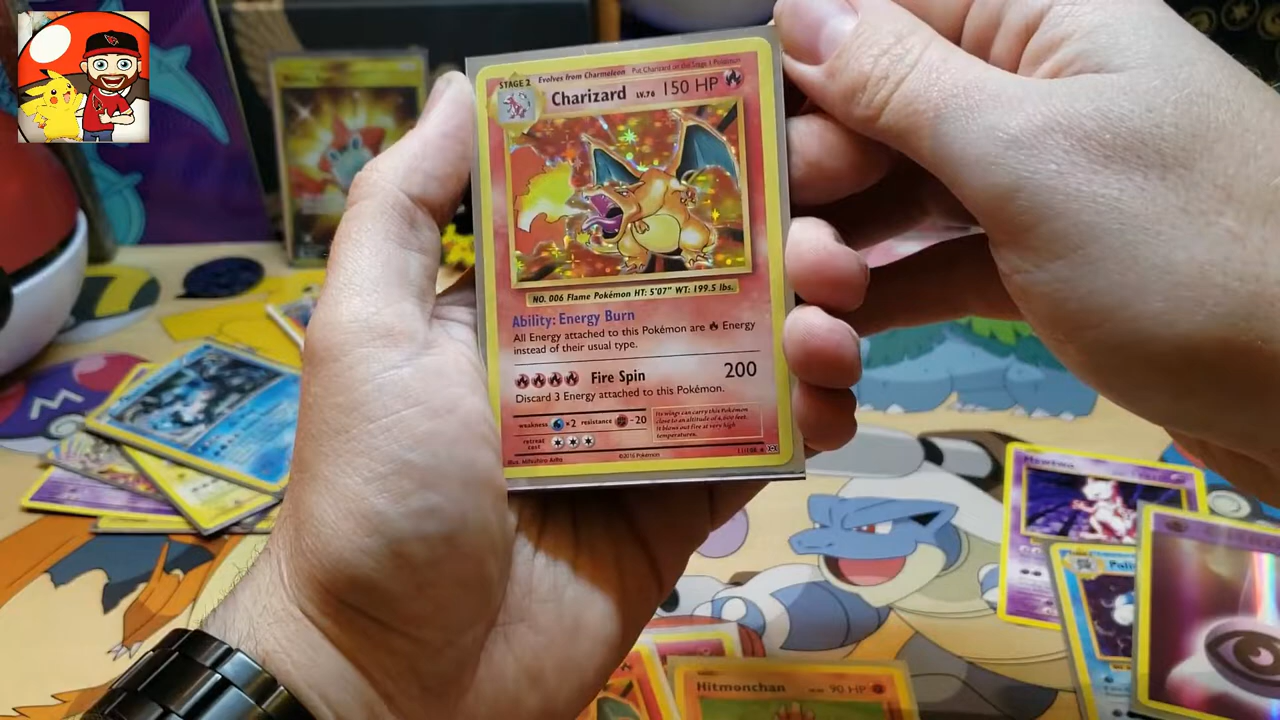 STAGE 2 Evolves from Charmeleon Put Charizard on the Stage 1 Pokémon
Charizard LV.76 150 HP
NO. 006 Flame Pokémon HT: 5'07" WT: 199.5 lbs.
Ability: Energy Burn
All Energy attached to this Pokémon are Energy
instead of their usual type.
Fire Spin 200
Discard 3 Energy attached to this Pokémon.
weakness ×2 resistance -20
retreat
cost
Its wings can carry this Pokémon
close to an altitude of 4,600 feet.
It blows out fire at very high
temperatures.
Illus. Mitsuhiro Arita ©2016 Pokémon 11/108
Mewtwo
Poli
Hitmonchan 90 HP